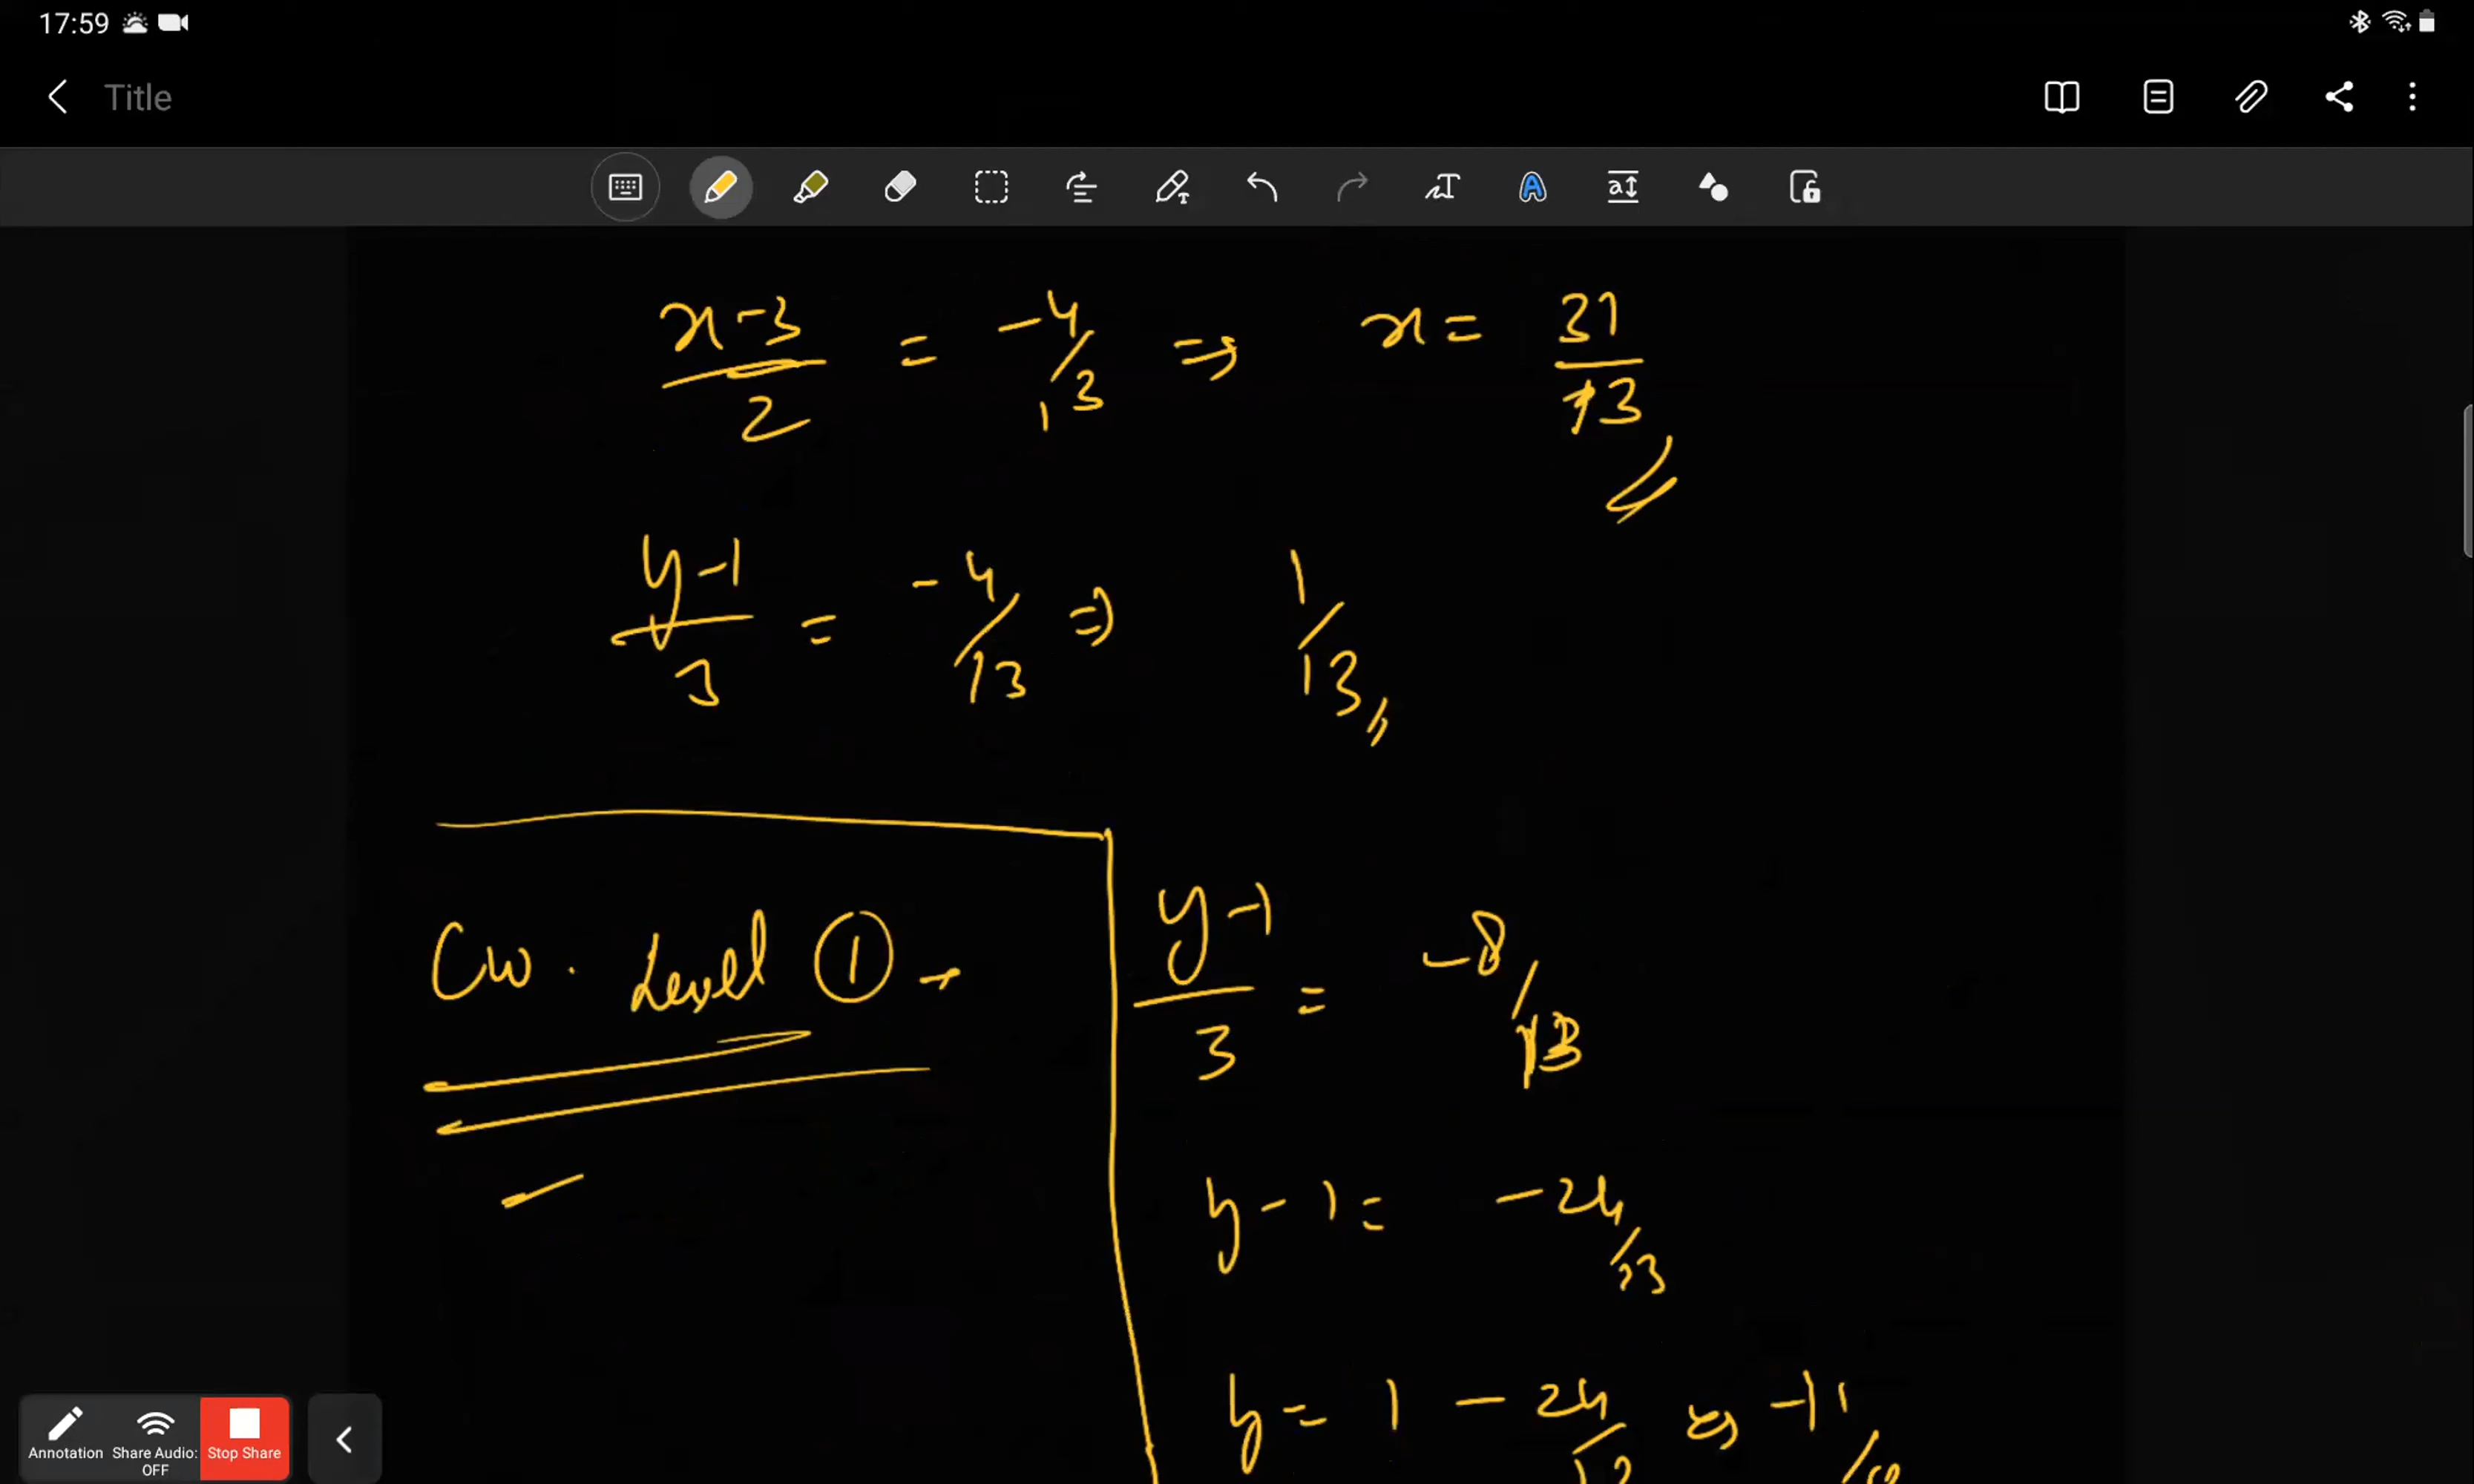 17:59
Title
x-3/2 = -4/13 ⇒ x = 31/13
y-1/3 = -4/13 ⇒ 1/13
Cw. Level ①
y-1/3 = -8/13
y-1 = -24/13
y = 1 - 24/13 ⇒ -11/13
Annotation
Share Audio: OFF
Stop Share